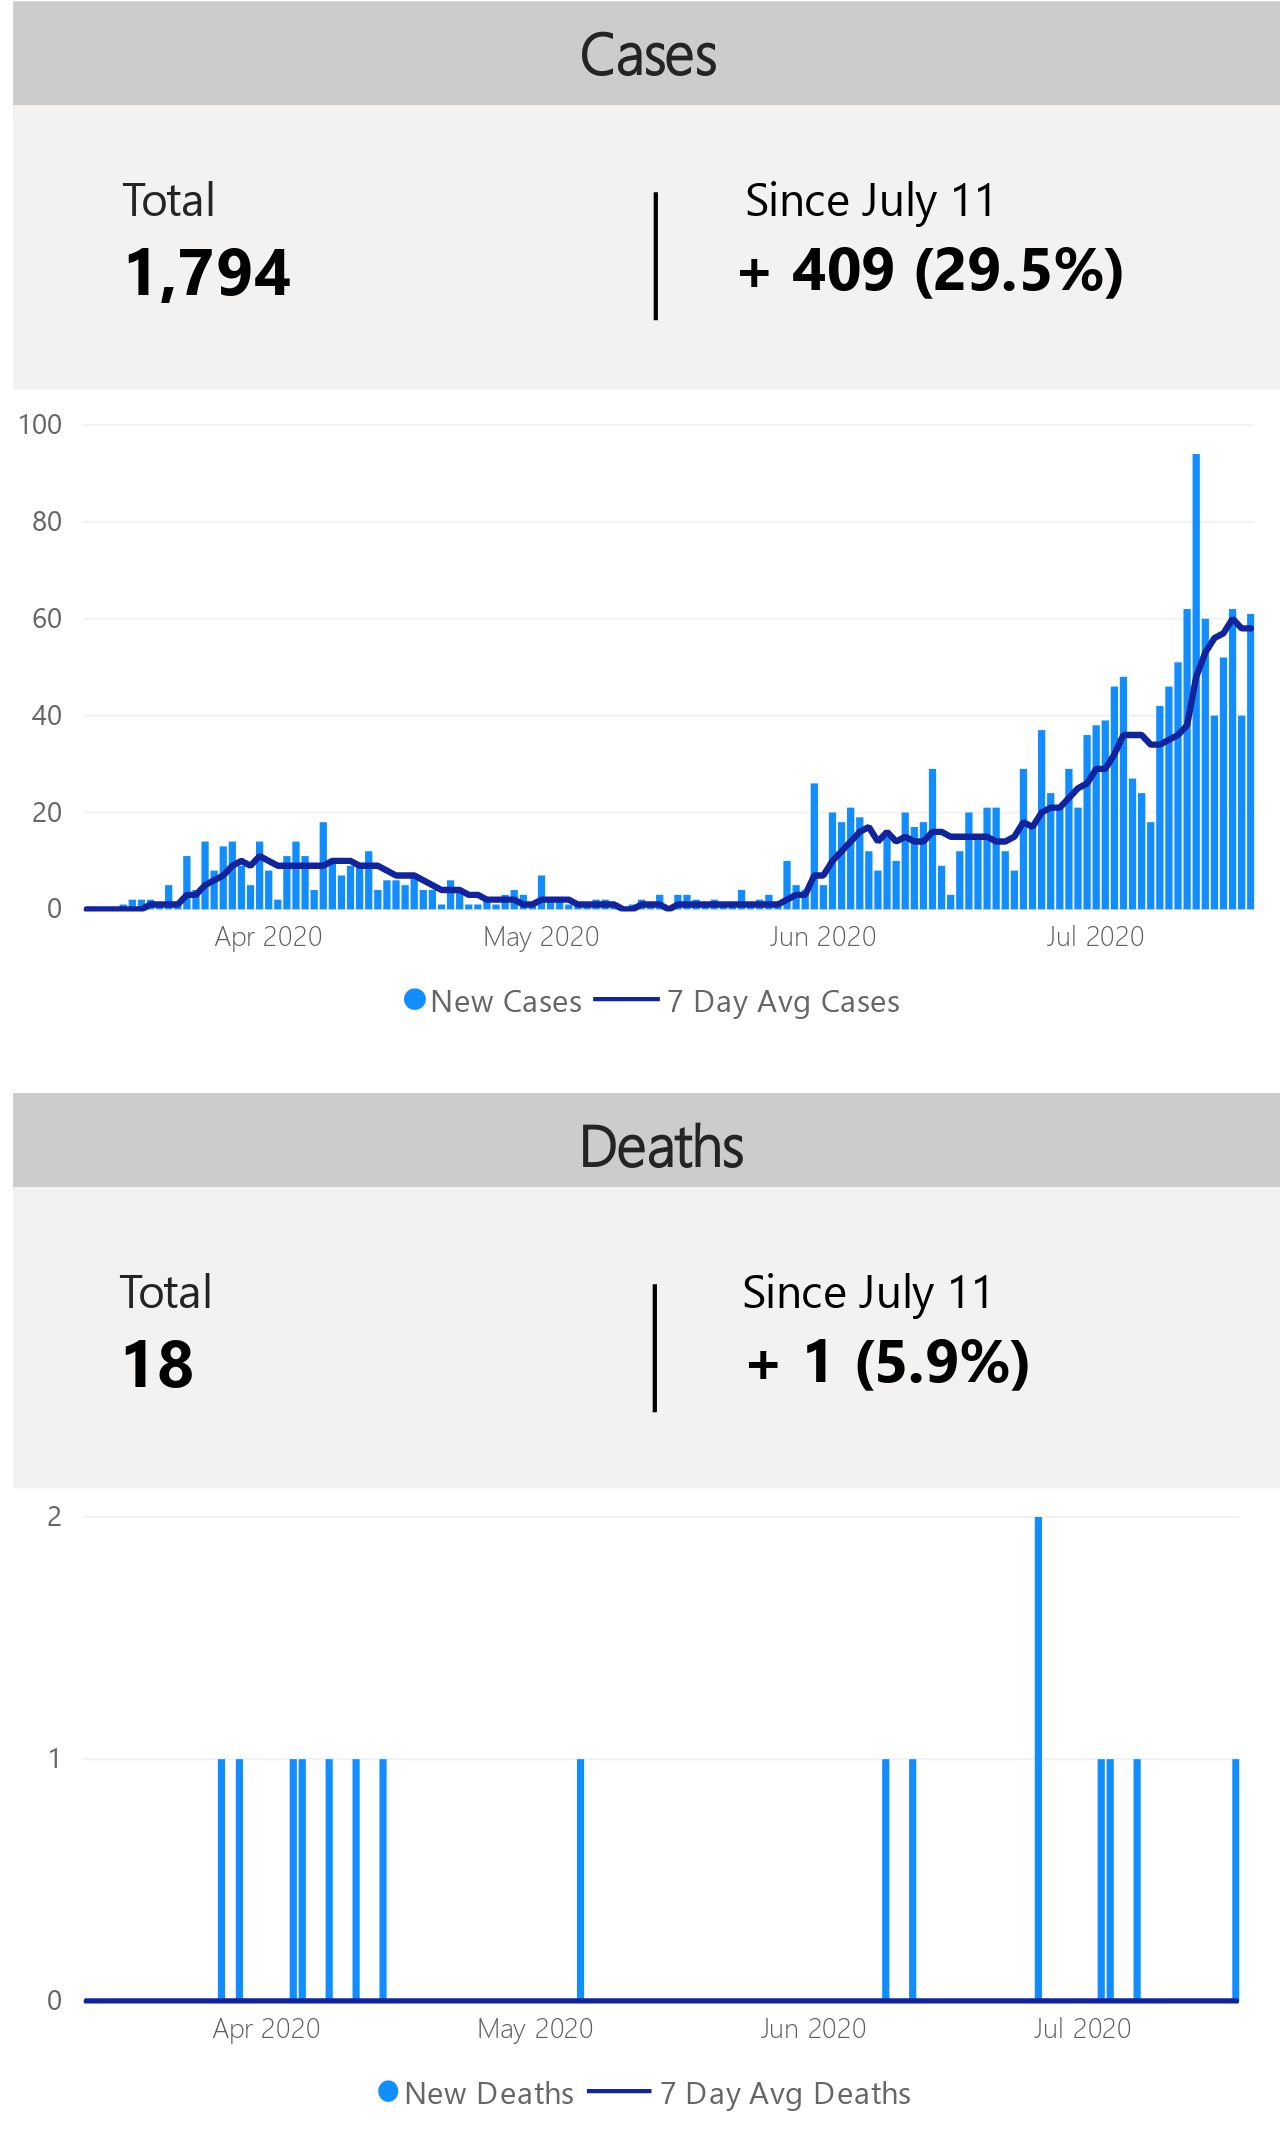 Cases
Total
Since July 11
1,794
+ 409 (29.5%)
100
80
60
40
20
0
Apr 2020
May 2020
Jun 2020
Jul 2020
New Cases
7 Day Avg Cases
Deaths
Total
Since July 11
18
+ 1 (5.9%)
2
1
0
Apr 2020
May 2020
Jun 2020
Jul 2020
New Deaths
7 Day Avg Deaths